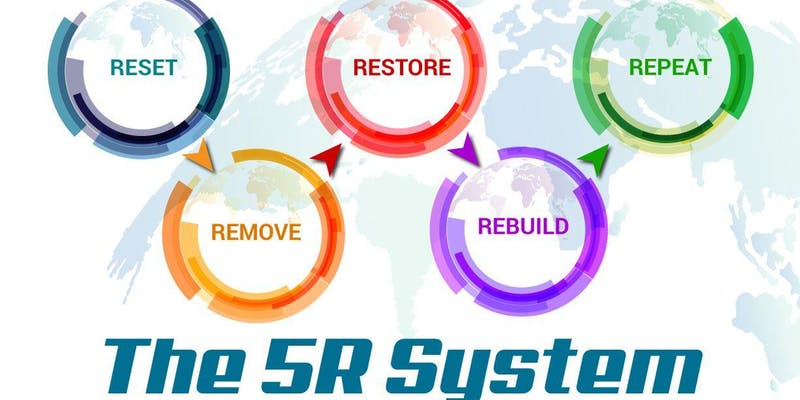 RESET
REMOVE
RESTORE
REBUILD
REPEAT
The 5R System